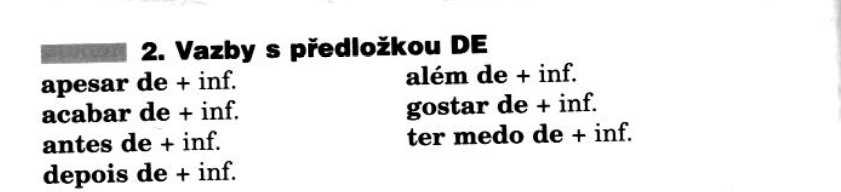 2. Vazby s předložkou DE
apesar de + inf.
acabar de + inf.
antes de + inf.
depois de + inf.
além de + inf.
gostar de + inf.
ter medo de + inf.